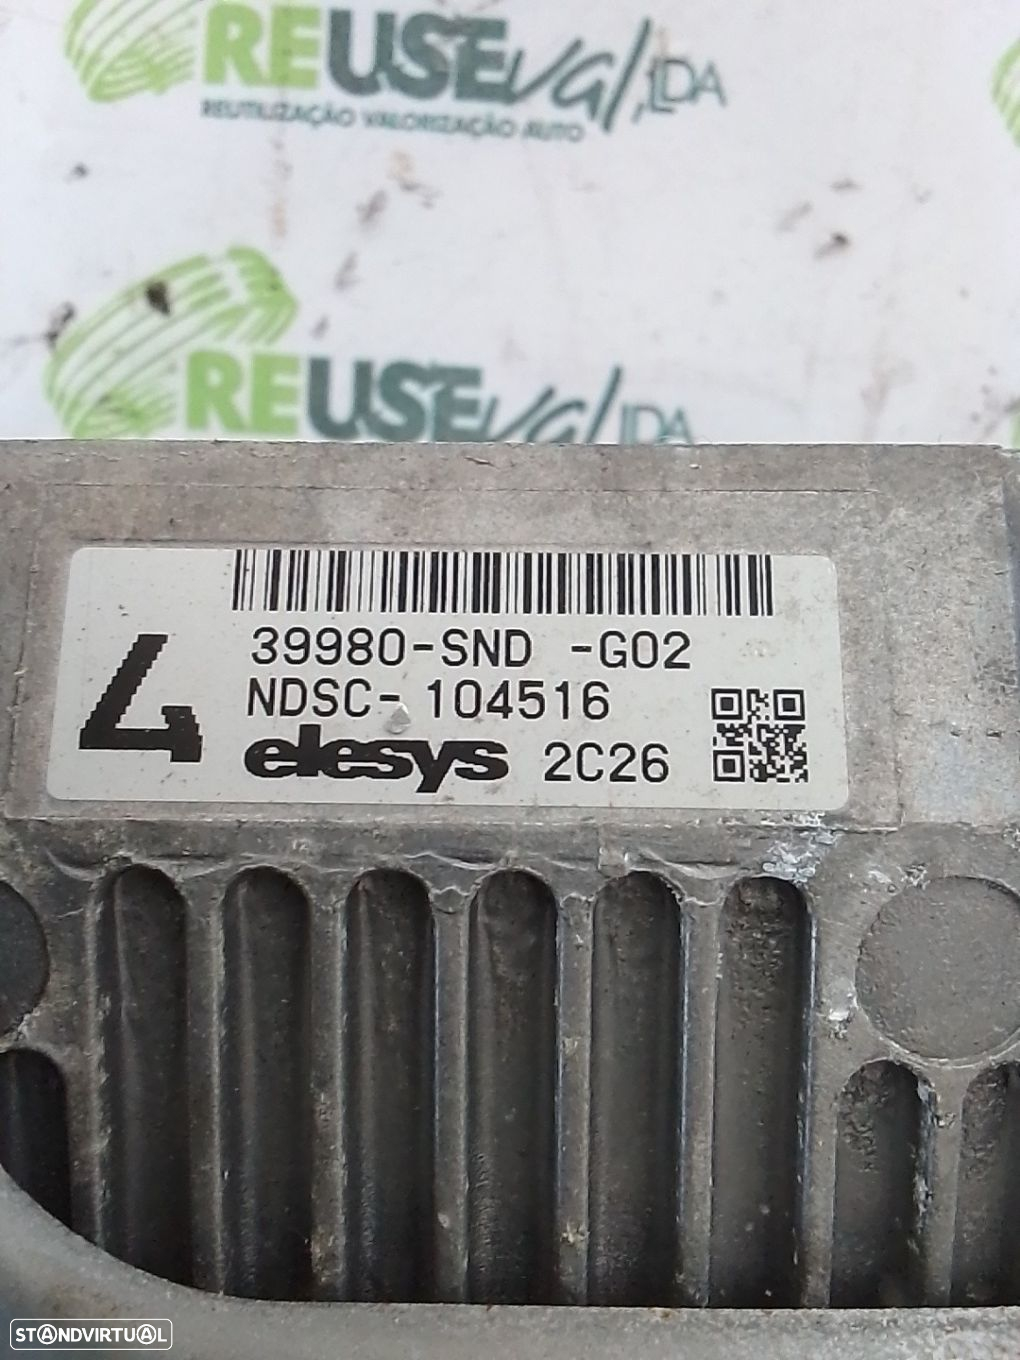 REUSEval, LDA
REUTILIZAÇÃO VALORIZAÇÃO AUTO
REUSEval, LDA
39980-SND -G02
NDSC- 104516
4
elesys 2C26
STANDVIRTUAL